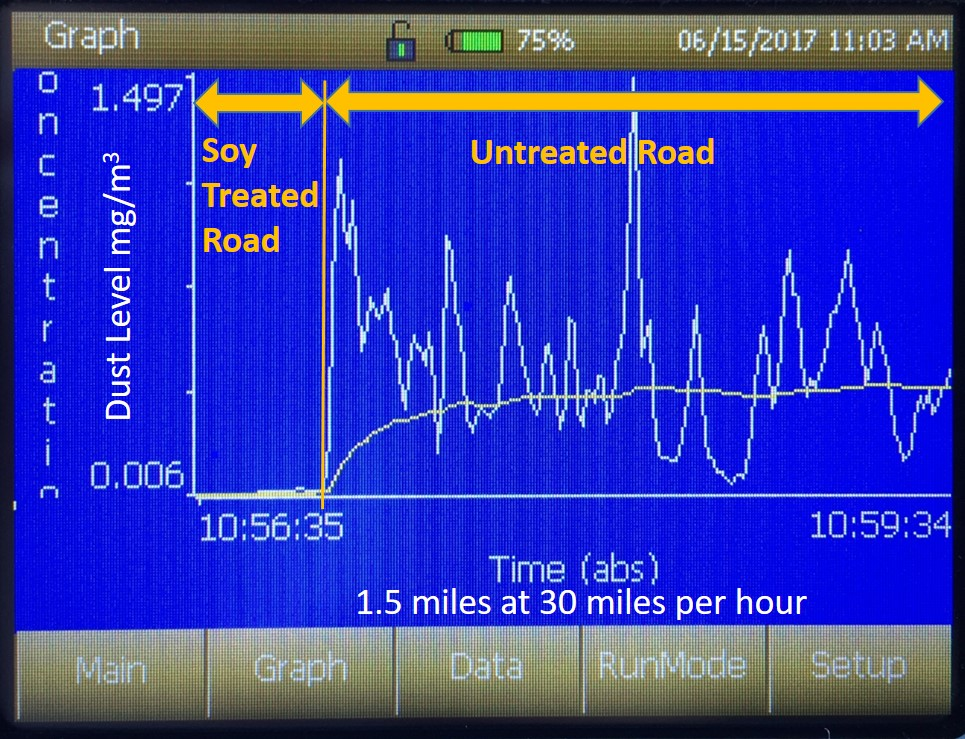 Graph
75%
06/15/2017 11:03 AM
oncentratin
Dust Level mg/m³
1.497
0.006
Soy
Treated
Road
Untreated Road
10:56:35
10:59:34
Time (abs)
1.5 miles at 30 miles per hour
Main
Graph
Data
RunMode
Setup